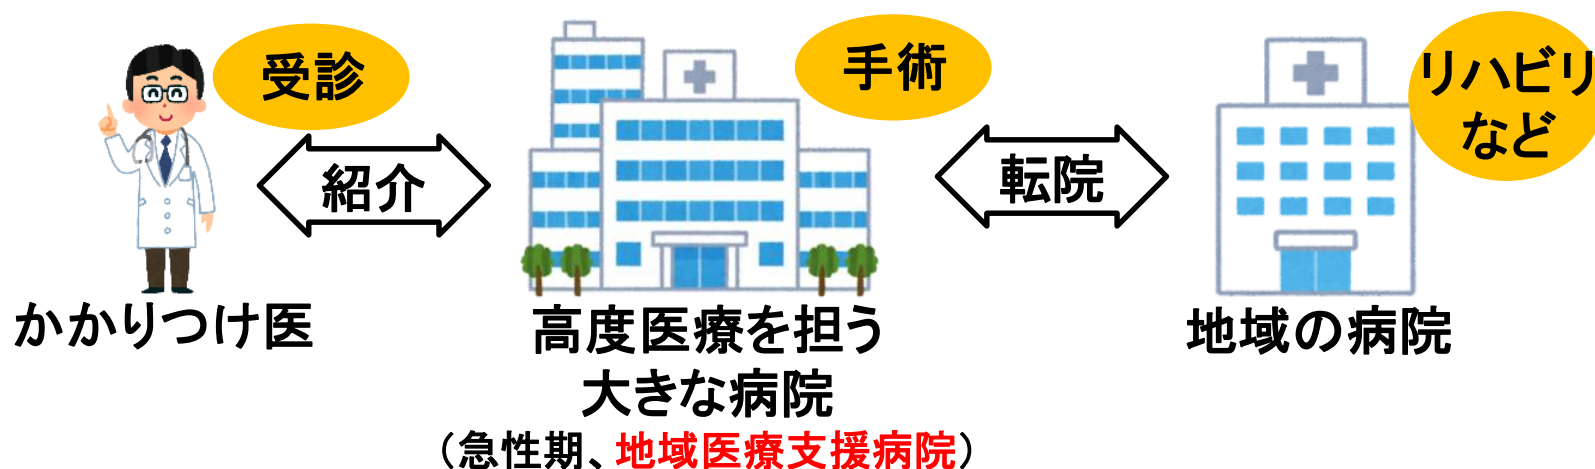 受診
手術
リハビリ
など
紹介
転院
かかりつけ医
高度医療を担う
大きな病院
（急性期、地域医療支援病院）
地域の病院